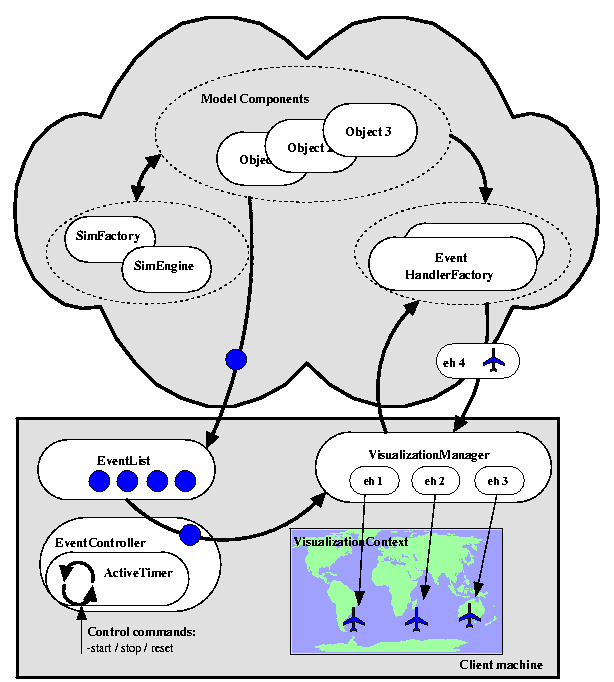 Model Components
Object 3
Object
Objec
SimFactory
SimEngine
Event
HandlerFactory
eh 4
EventList
VisualizationManager
eh 1
eh 2
eh 3
EventController
VisualizationContext
ActiveTimer
Control commands:
-start / stop / reset
Client machine